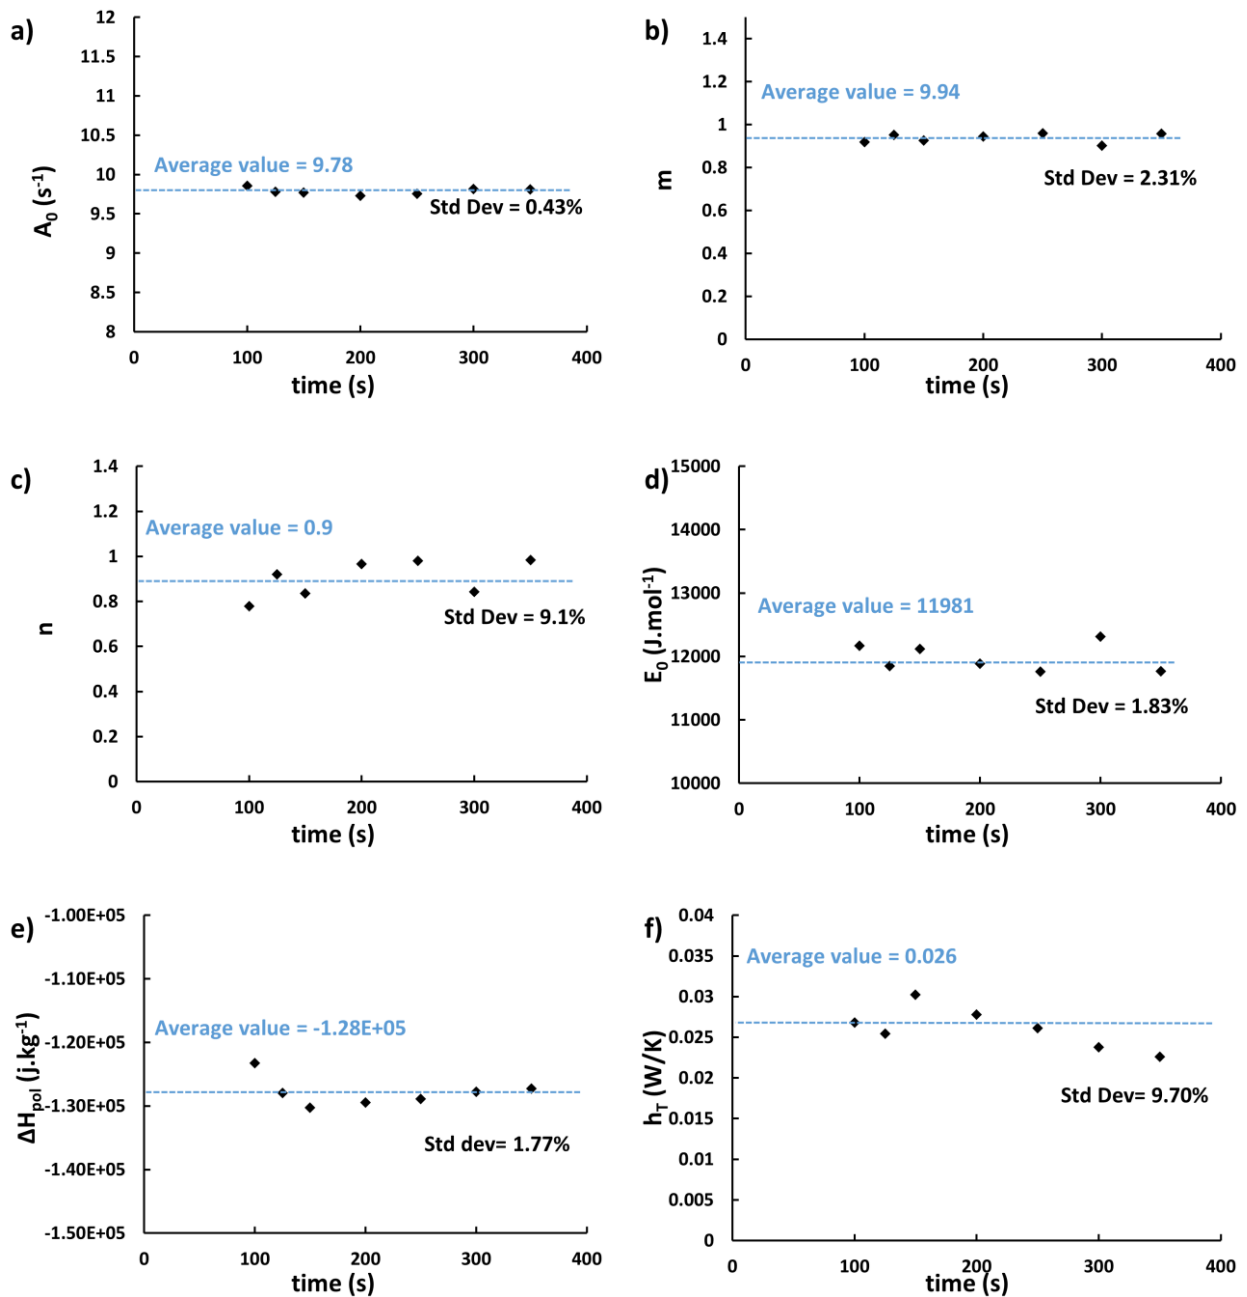 a)
12
11.5
11
10.5
10
9.5
9
8.5
8
A₀ (s⁻¹)
Average value = 9.78
Std Dev = 0.43%
0 100 200 300 400
time (s)
b)
1.4
1.2
1
0.8
0.6
0.4
0.2
0
m
Average value = 9.94
Std Dev = 2.31%
0 100 200 300 400
time (s)
c)
1.4
1.2
1
0.8
0.6
0.4
0.2
0
n
Average value = 0.9
Std Dev = 9.1%
0 100 200 300 400
time (s)
d)
15000
14000
13000
12000
11000
10000
E₀ (J.mol⁻¹)
Average value = 11981
Std Dev = 1.83%
0 100 200 300 400
time (s)
e)
-1.00E+05
-1.10E+05
-1.20E+05
-1.30E+05
-1.40E+05
-1.50E+05
ΔHpol (j.kg⁻¹)
Average value = -1.28E+05
Std dev= 1.77%
0 100 200 300 400
time (s)
f)
0.04
0.035
0.03
0.025
0.02
0.015
0.01
0.005
0
hT (W/K)
Average value = 0.026
Std Dev= 9.70%
0 100 200 300 400
time (s)